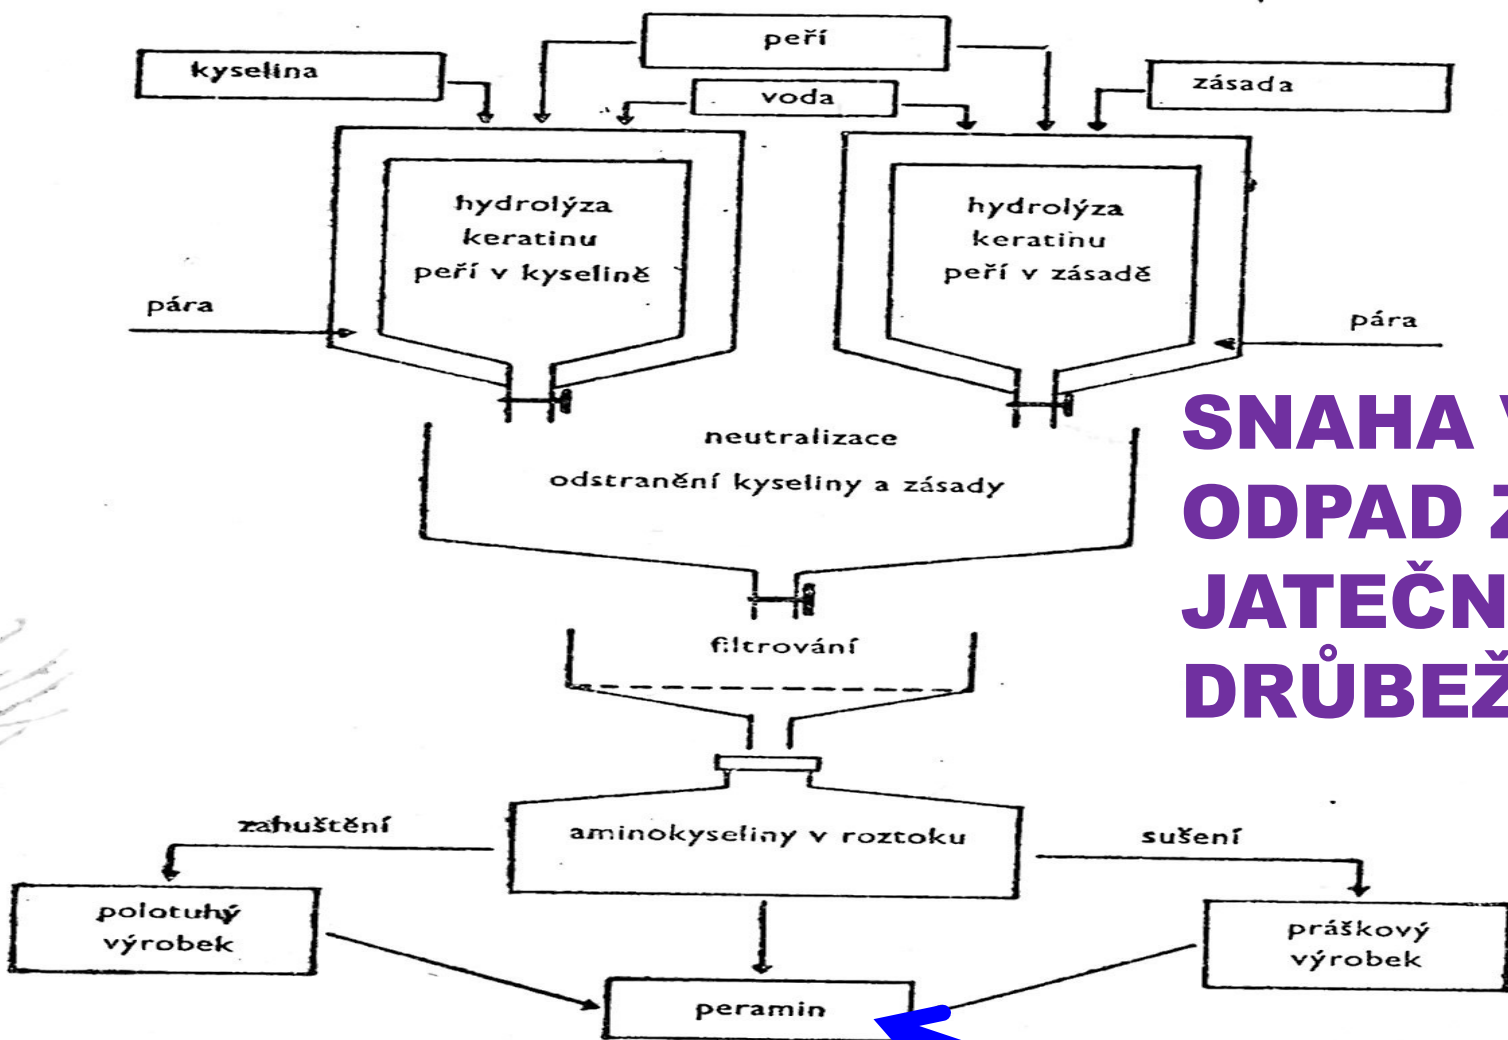 peří
kyselina
voda
zásada
hydrolýza
keratinu
peří v kyselině
hydrolýza
keratinu
peří v zásadě
pára
pára
neutralizace
odstranění kyseliny a zásady
filtrování
aminokyseliny v roztoku
zahuštění
sušení
polotuhý
výrobek
práškový
výrobek
peramin
SNAHA
ODPAD
JATEČN
DRŮBEŽ